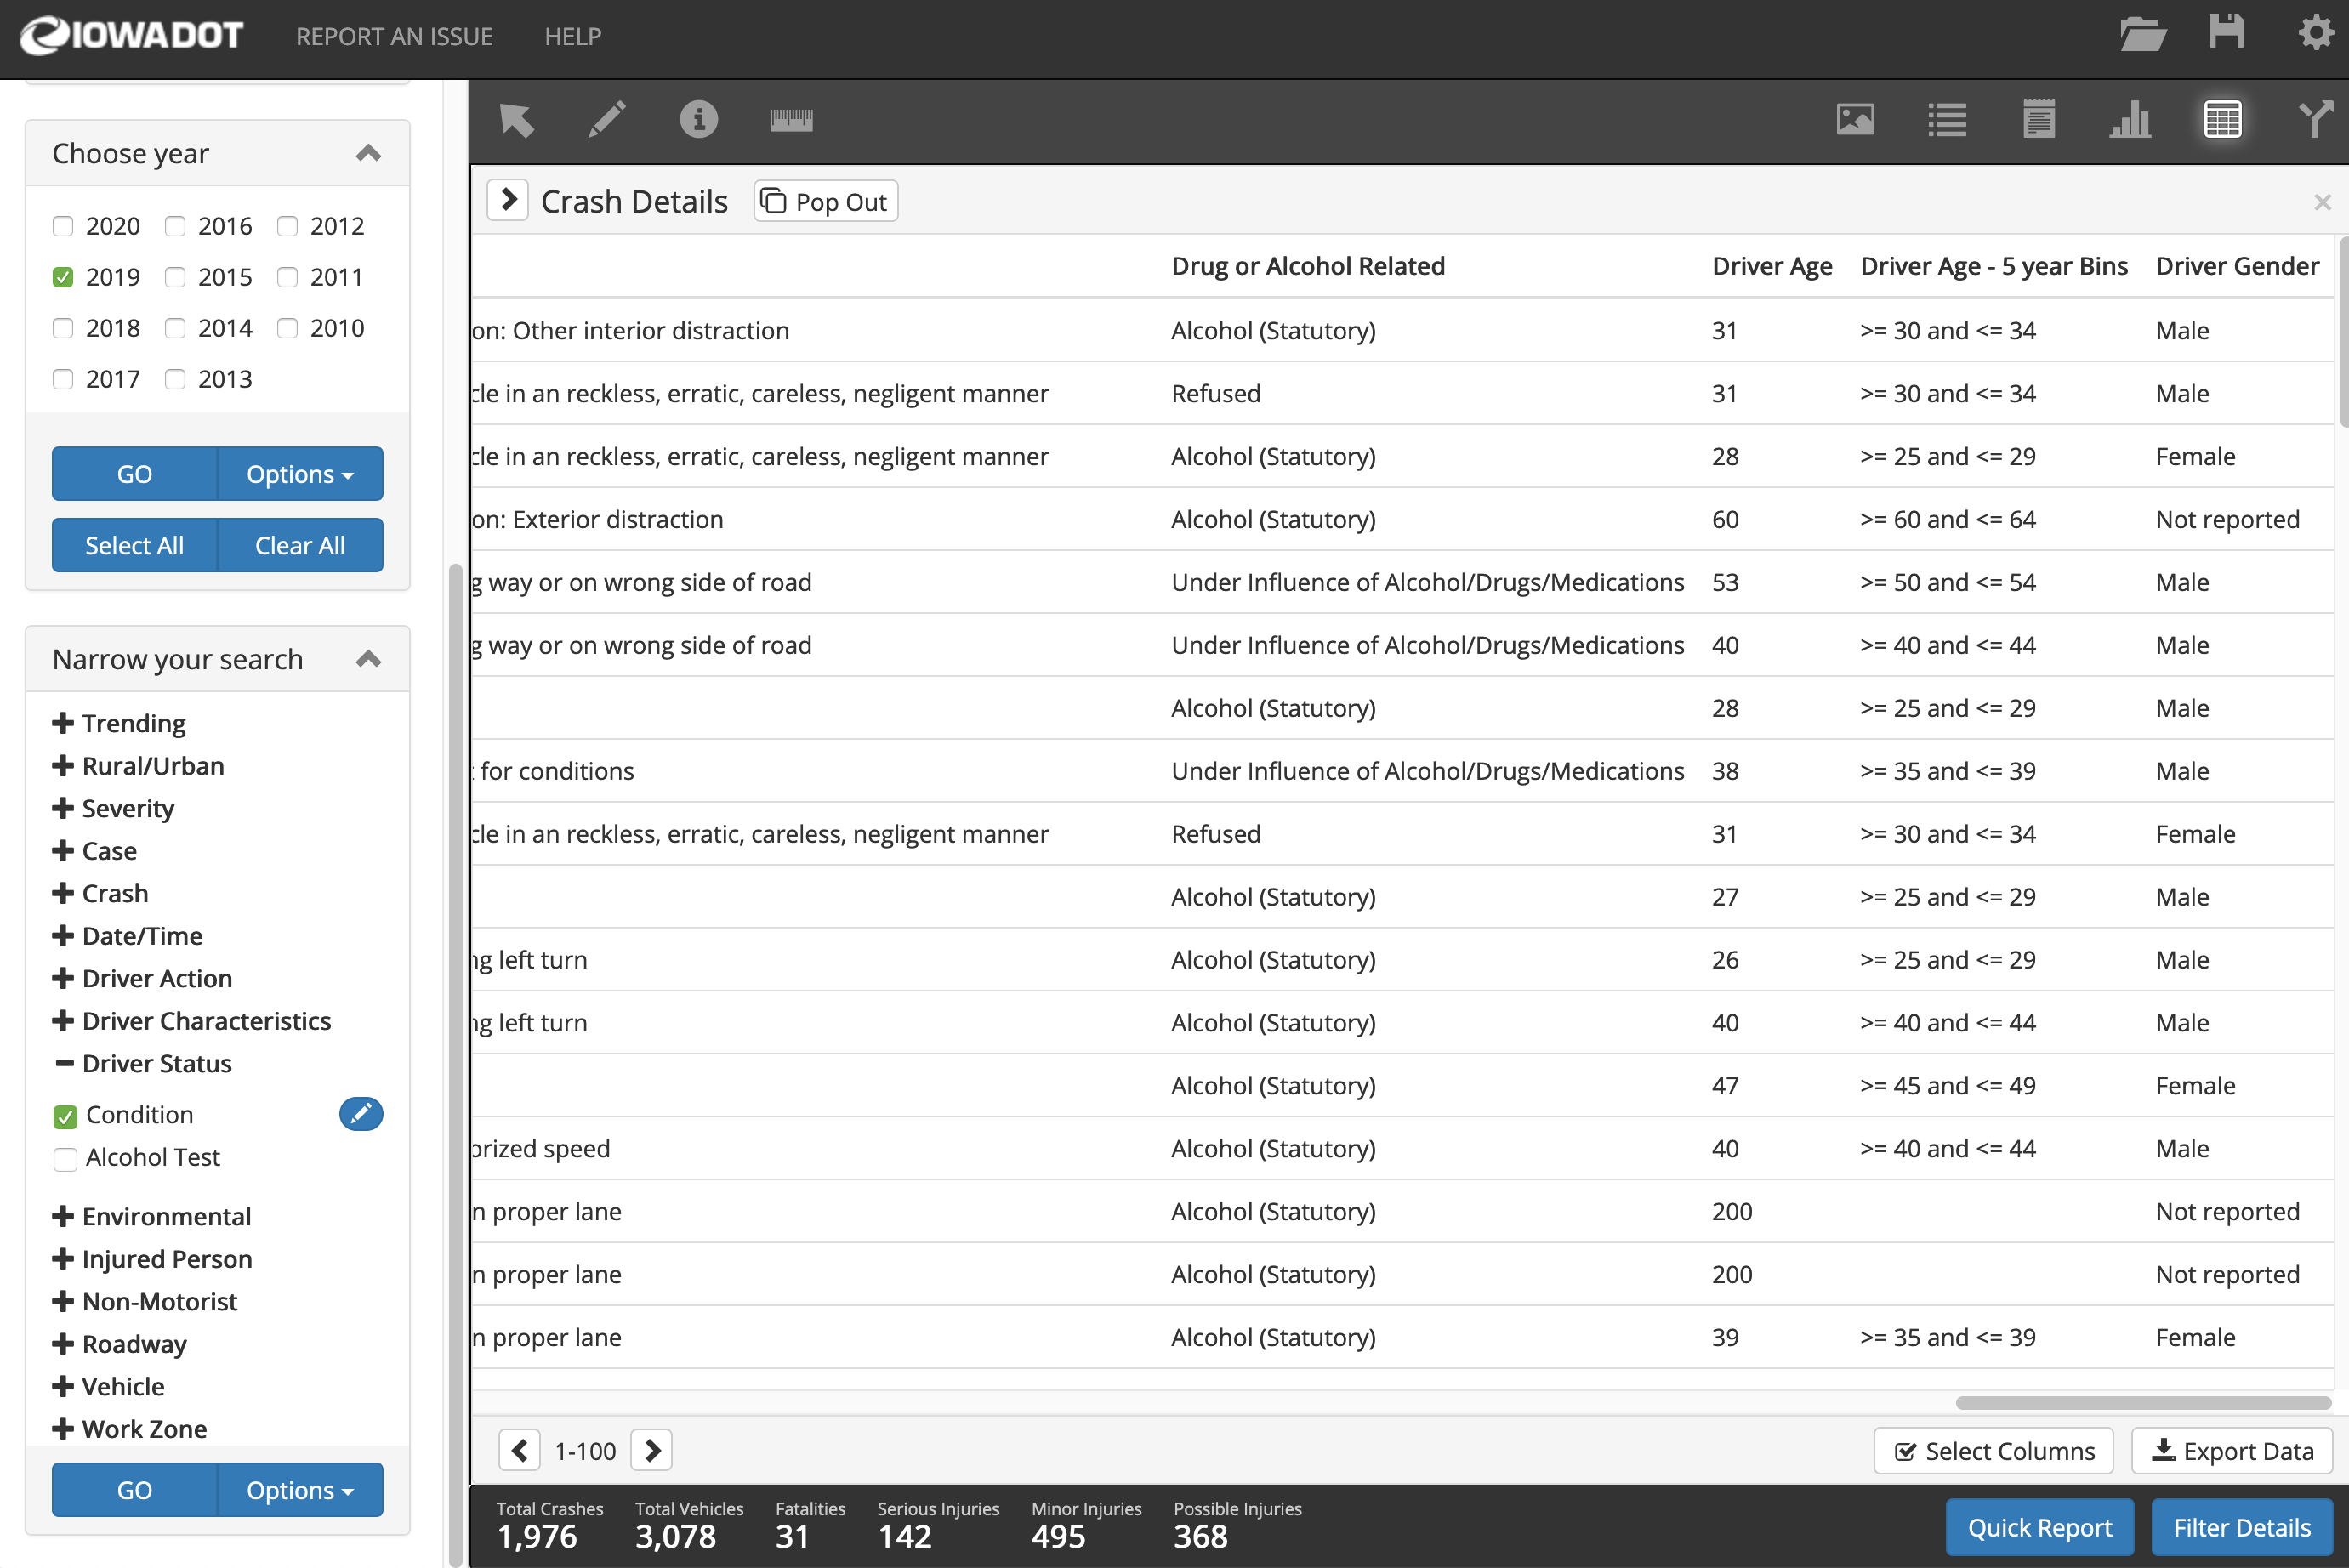 IOWADOT REPORT AN ISSUE HELP
Choose year
2020 2016 2012
2019 2015 2011
2018 2014 2010
2017 2013
GO Options
Select All Clear All
Narrow your search
Trending
Rural/Urban
Severity
Case
Crash
Date/Time
Driver Action
Driver Characteristics
Driver Status
Condition
Alcohol Test
Environmental
Injured Person
Non-Motorist
Roadway
Vehicle
Work Zone
GO Options
Crash Details Pop Out
Drug or Alcohol Related Driver Age Driver Age - 5 year Bins Driver Gender
on: Other interior distraction Alcohol (Statutory) 31 >= 30 and <= 34 Male
cle in an reckless, erratic, careless, negligent manner Refused 31 >= 30 and <= 34 Male
cle in an reckless, erratic, careless, negligent manner Alcohol (Statutory) 28 >= 25 and <= 29 Female
on: Exterior distraction Alcohol (Statutory) 60 >= 60 and <= 64 Not reported
g way or on wrong side of road Under Influence of Alcohol/Drugs/Medications 53 >= 50 and <= 54 Male
g way or on wrong side of road Under Influence of Alcohol/Drugs/Medications 40 >= 40 and <= 44 Male
Alcohol (Statutory) 28 >= 25 and <= 29 Male
for conditions Under Influence of Alcohol/Drugs/Medications 38 >= 35 and <= 39 Male
cle in an reckless, erratic, careless, negligent manner Refused 31 >= 30 and <= 34 Female
Alcohol (Statutory) 27 >= 25 and <= 29 Male
ng left turn Alcohol (Statutory) 26 >= 25 and <= 29 Male
ng left turn Alcohol (Statutory) 40 >= 40 and <= 44 Male
Alcohol (Statutory) 47 >= 45 and <= 49 Female
orized speed Alcohol (Statutory) 40 >= 40 and <= 44 Male
n proper lane Alcohol (Statutory) 200 Not reported
n proper lane Alcohol (Statutory) 200 Not reported
n proper lane Alcohol (Statutory) 39 >= 35 and <= 39 Female
1-100 Select Columns Export Data
Total Crashes Total Vehicles Fatalities Serious Injuries Minor Injuries Possible Injuries
1,976 3,078 31 142 495 368
Quick Report Filter Details